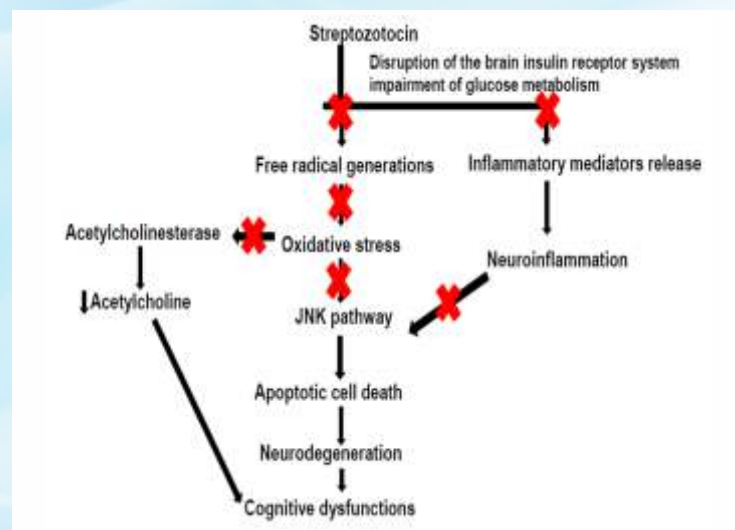 Streptozotocin
Disruption of the brain insulin receptor system
impairment of glucose metabolism
Free radical generations
Inflammatory mediators release
Acetylcholinesterase
Oxidative stress
Neuroinflammation
Acetylcholine
JNK pathway
Apoptotic cell death
Neurodegeneration
Cognitive dysfunctions